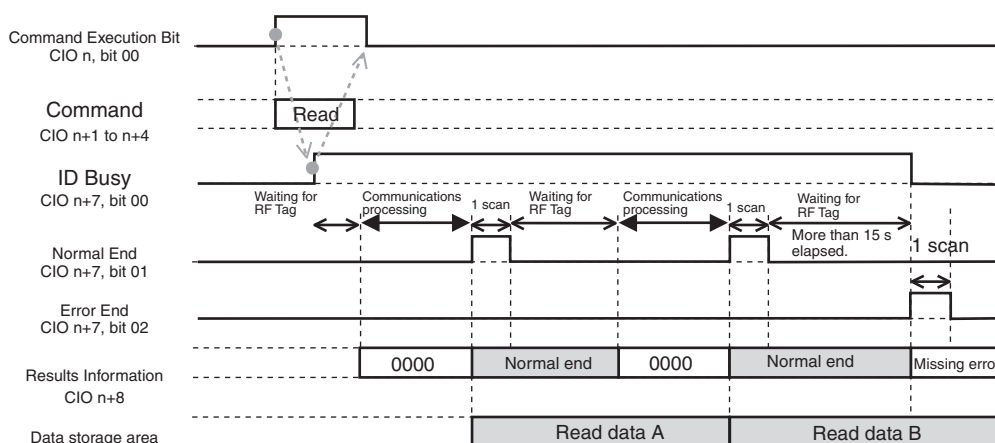 Command Execution Bit
CIO n, bit 00
Command
CIO n+1 to n+4
Read
ID Busy
CIO n+7, bit 00
Waiting for
RF Tag
Communications
processing
1 scan
Waiting for
RF Tag
Communications
processing
1 scan
Waiting for
RF Tag
More than 15 s
elapsed.
1 scan
Normal End
CIO n+7, bit 01
Error End
CIO n+7, bit 02
Results Information
CIO n+8
0000
Normal end
0000
Normal end
Missing erro
Data storage area
Read data A
Read data B